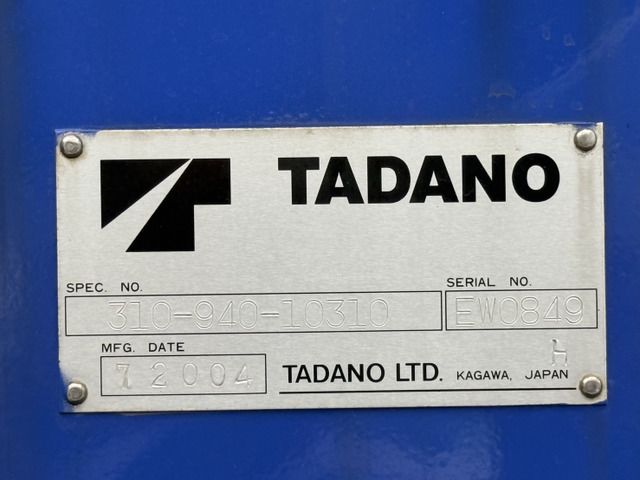 TADANO
SPEC. NO. SERIAL NO.
310-940-10310 EW0849
MFG. DATE H
7 2004 TADANO LTD. KAGAWA, JAPAN